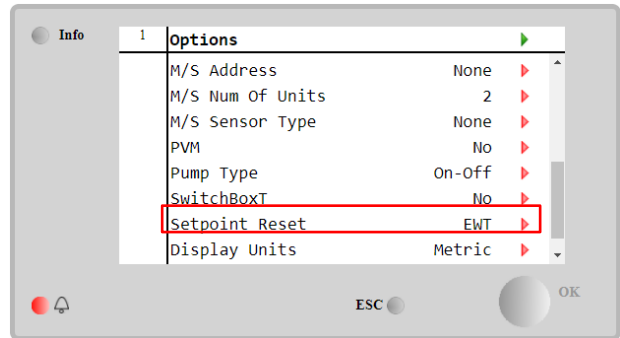 Info
1 Options
M/S Address None
M/S Num Of Units 2
M/S Sensor Type None
PVM No
Pump Type On-Off
SwitchBoxT No
Setpoint Reset EWT
Display Units Metric
ESC
OK